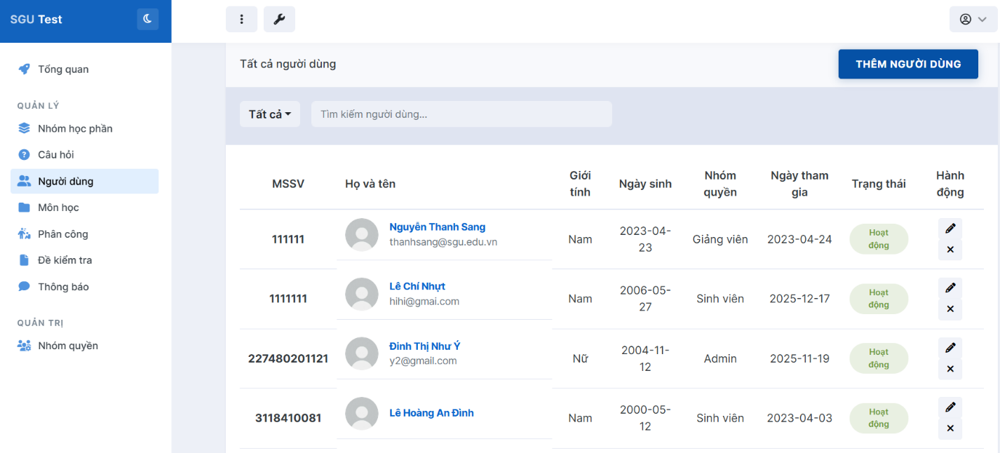 SGU Test
Tổng quan
QUẢN LÝ
Nhóm học phần
Câu hỏi
Người dùng
Môn học
Phân công
Đề kiểm tra
Thông báo
QUẢN TRỊ
Nhóm quyền
Tất cả người dùng
THÊM NGƯỜI DÙNG
Tất cả
Tìm kiếm người dùng...
MSSV Họ và tên Giới tính Ngày sinh Nhóm quyền Ngày tham gia Trạng thái Hành động
111111 Nguyễn Thanh Sang thanhsang@sgu.edu.vn Nam 2023-04-23 Giảng viên 2023-04-24 Hoạt động
1111111 Lê Chí Nhựt hihi@gmai.com Nam 2006-05-27 Sinh viên 2025-12-17 Hoạt động
227480201121 Đinh Thị Như Ý y2@gmail.com Nữ 2004-11-12 Admin 2025-11-19 Hoạt động
3118410081 Lê Hoàng An Đình Nam 2000-05-12 Sinh viên 2023-04-03 Hoạt động